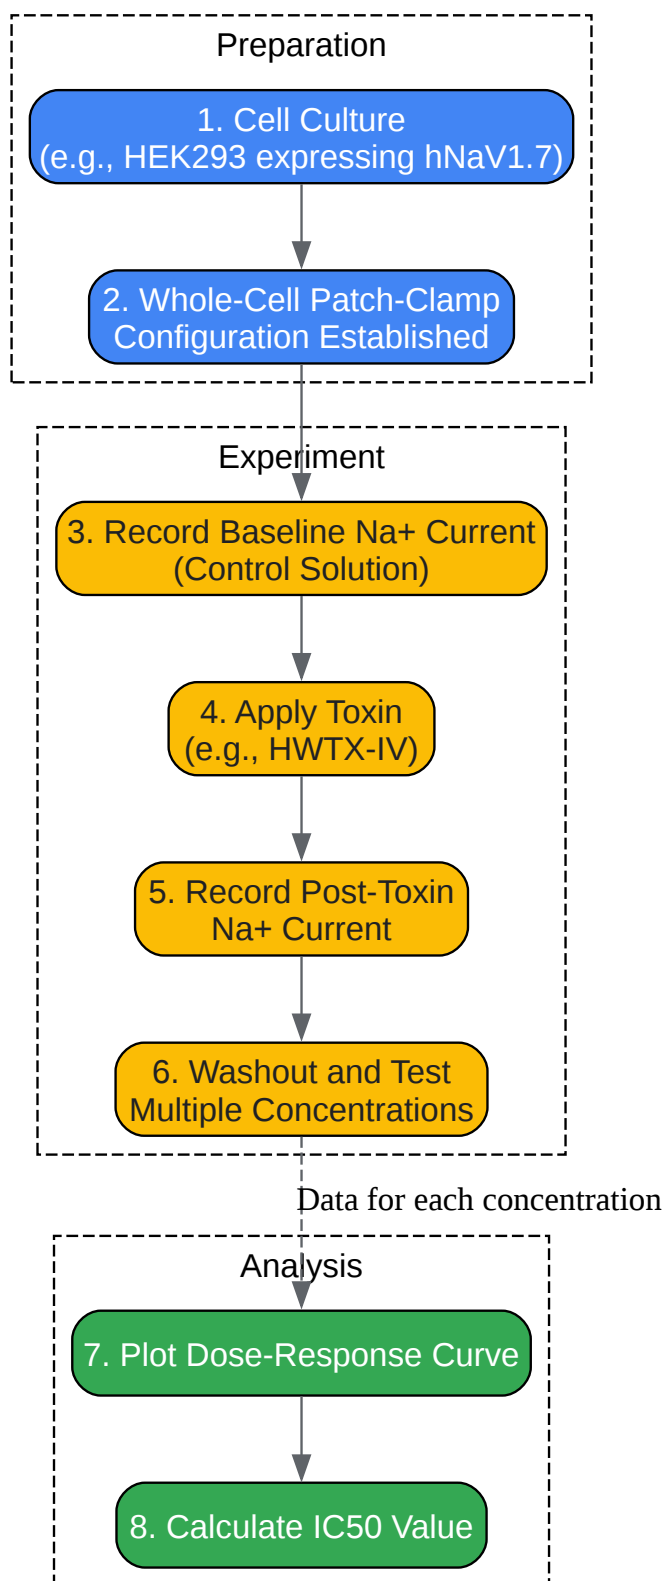 Preparation
1. Cell Culture
(e.g., HEK293 expressing hNaV1.7)
2. Whole-Cell Patch-Clamp
Configuration Established
Experiment
3. Record Baseline Na+ Current
(Control Solution)
4. Apply Toxin
(e.g., HWTX-IV)
5. Record Post-Toxin
Na+ Current
6. Washout and Test
Multiple Concentrations
Data for each concentration
Analysis
7. Plot Dose-Response Curve
8. Calculate IC50 Value